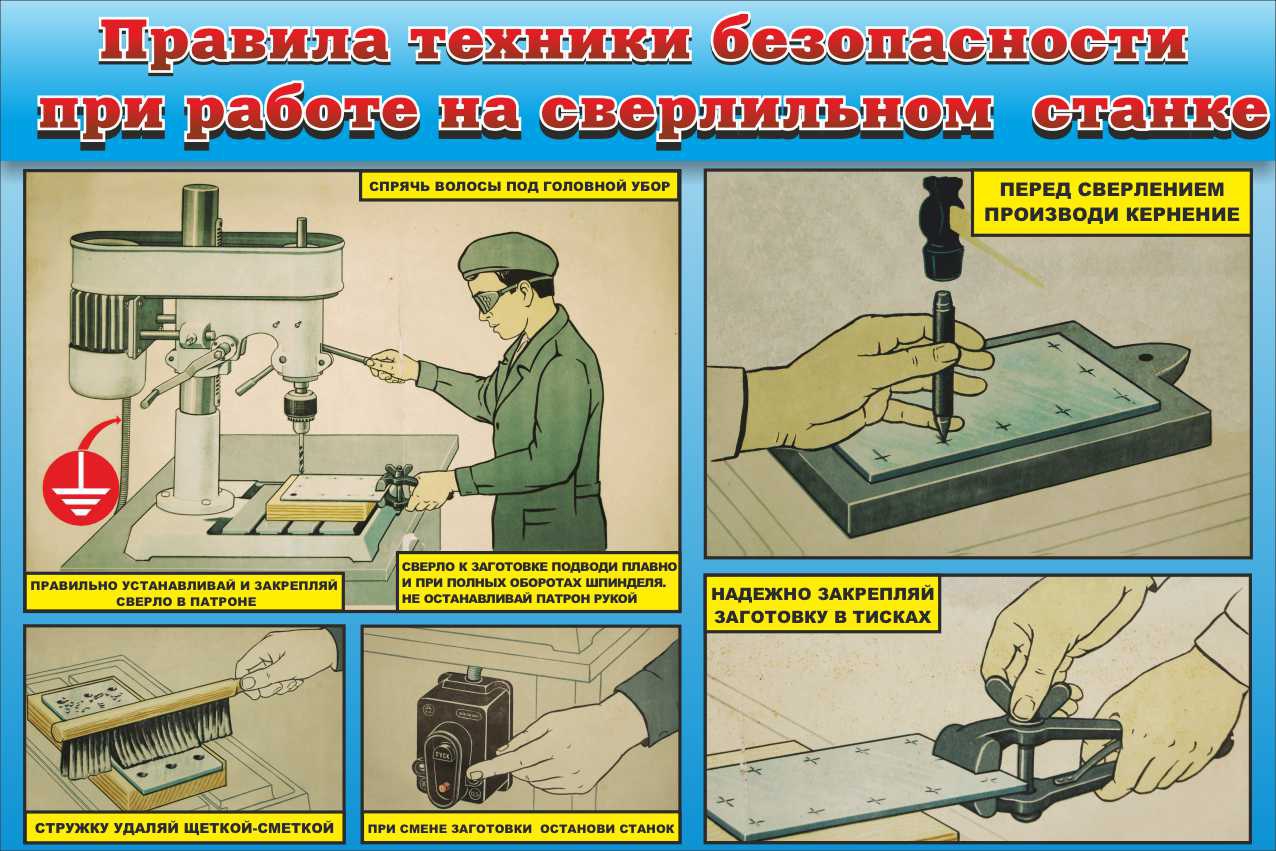 Правила техники безопасности
при работе на сверлильном станке
СПРЯЧЬ ВОЛОСЫ ПОД ГОЛОВНОЙ УБОР
ПРАВИЛЬНО УСТАНАВЛИВАЙ И ЗАКРЕПЛЯЙ
СВЕРЛО В ПАТРОНЕ
СВЕРЛО К ЗАГОТОВКЕ ПОДВОДИ ПЛАВНО
И ПРИ ПОЛНЫХ ОБОРОТАХ ШПИНДЕЛЯ.
НЕ ОСТАНАВЛИВАЙ ПАТРОН РУКОЙ
ПЕРЕД СВЕРЛЕНИЕМ
ПРОИЗВОДИ КЕРНЕНИЕ
СТРУЖКУ УДАЛЯЙ ЩЕТКОЙ-СМЕТКОЙ
ПУСК
ПРИ СМЕНЕ ЗАГОТОВКИ ОСТАНОВИ СТАНОК
НАДЕЖНО ЗАКРЕПЛЯЙ
ЗАГОТОВКУ В ТИСКАХ